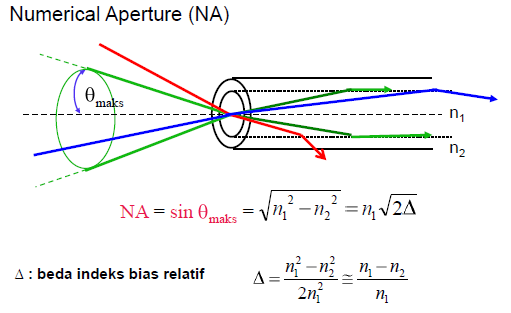 Numerical Aperture (NA)
θmaks
n₁
n₂
NA = sin θmaks = √(n₁² − n₂²) = n₁√(2Δ)
Δ : beda indeks bias relatif
Δ = (n₁² − n₂²) / (2n₁²) ≅ (n₁ − n₂) / n₁